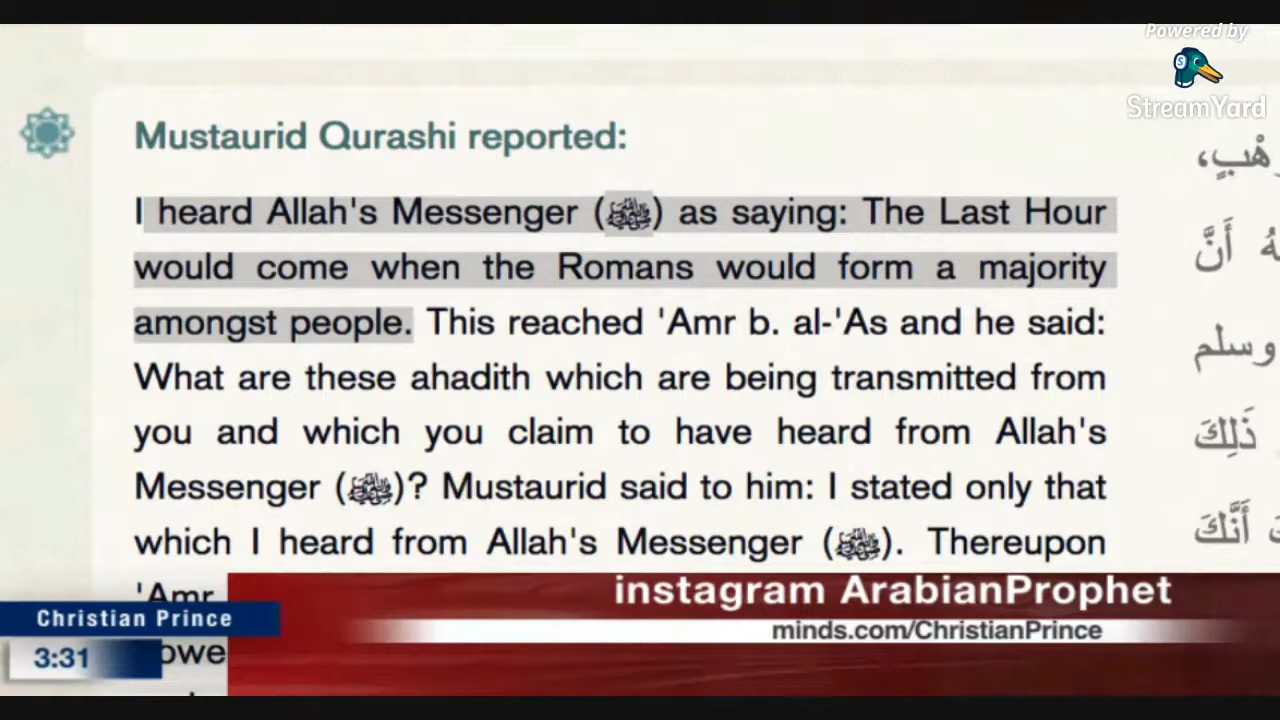 Powered by
StreamYard
Mustaurid Qurashi reported:
I heard Allah's Messenger (ﷺ) as saying: The Last Hour
would come when the Romans would form a majority
amongst people. This reached 'Amr b. al-'As and he said:
What are these ahadith which are being transmitted from
you and which you claim to have heard from Allah's
Messenger (ﷺ)? Mustaurid said to him: I stated only that
which I heard from Allah's Messenger (ﷺ). Thereupon
'Amr
أَنَّ
وسلم
ذَلِكَ
أَنَّكَ
instagram ArabianProphet
Christian Prince
minds.com/ChristianPrince
3:31